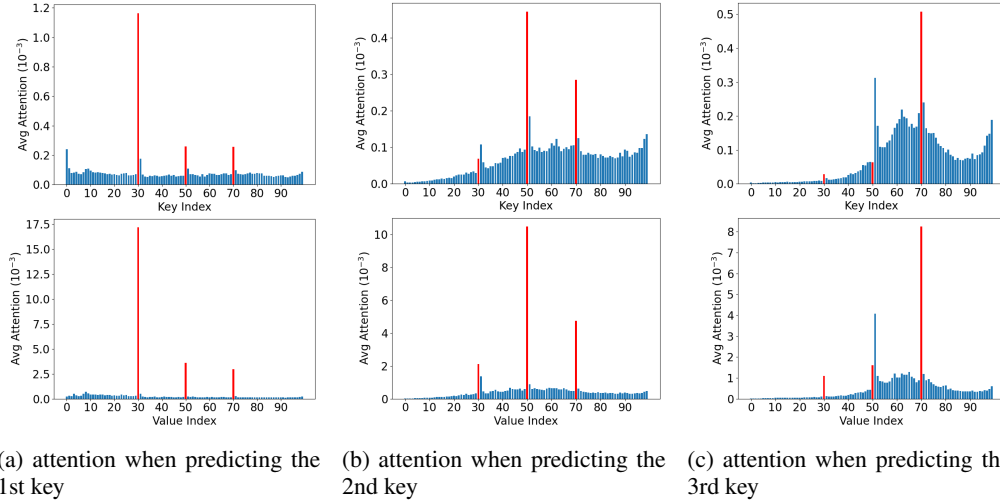 1.2
1.0
0.8
0.6
0.4
0.2
0.0
Avg Attention (10⁻³)
0 10 20 30 40 50 60 70 80 90
Key Index
0.4
0.3
0.2
0.1
0.0
Avg Attention (10⁻³)
0 10 20 30 40 50 60 70 80 90
Key Index
0.5
0.4
0.3
0.2
0.1
0.0
Avg Attention (10⁻³)
0 10 20 30 40 50 60 70 80 90
Key Index
17.5
15.0
12.5
10.0
7.5
5.0
2.5
0.0
Avg Attention (10⁻³)
0 10 20 30 40 50 60 70 80 90
Value Index
10
8
6
4
2
0
Avg Attention (10⁻³)
0 10 20 30 40 50 60 70 80 90
Value Index
8
7
6
5
4
3
2
1
0
Avg Attention (10⁻³)
0 10 20 30 40 50 60 70 80 90
Value Index
a) attention when predicting the
1st key
(b) attention when predicting the
2nd key
(c) attention when predicting th
3rd key